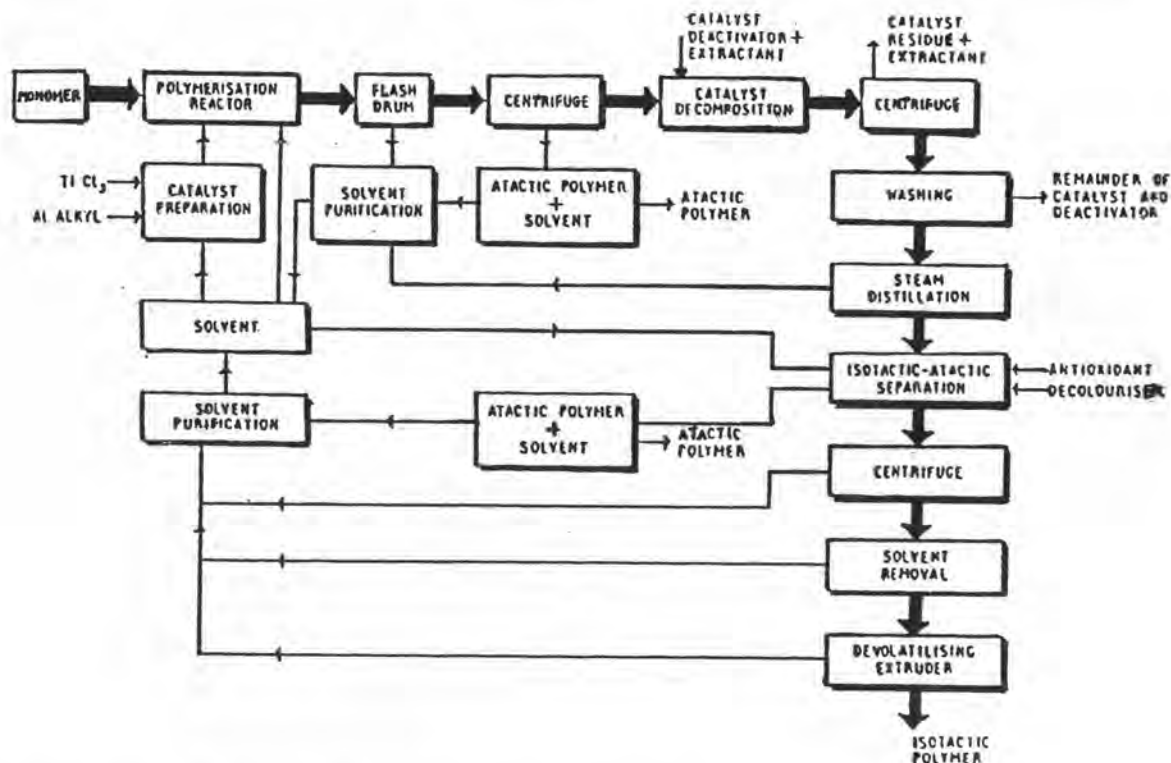 CATALYST
DEACTIVATOR+
EXTRACTANT
CATALYST
RESIDUE+
EXTRACTANT
MONOMER
POLYMERISATION
REACTOR
FLASH
DRUM
CENTRIFUGE
CATALYST
DECOMPOSITION
CENTRIFUGE
TI CL3
AL ALKYL
CATALYST
PREPARATION
SOLVENT
PURIFICATION
ATACTIC POLYMER
+
SOLVENT
ATACTIC
POLYMER
WASHING
REMAINDER OF
CATALYST AND
DEACTIVATOR
STEAM
DISTILLATION
SOLVENT
ISOTACTIC-ATACTIC
SEPARATION
ANTIOXIDANT
DECOLOURISER
SOLVENT
PURIFICATION
ATACTIC POLYMER
+
SOLVENT
ATACTIC
POLYMER
CENTRIFUGE
SOLVENT
REMOVAL
DEVOLATILISING
EXTRUDER
ISOTACTIC
POLYMER